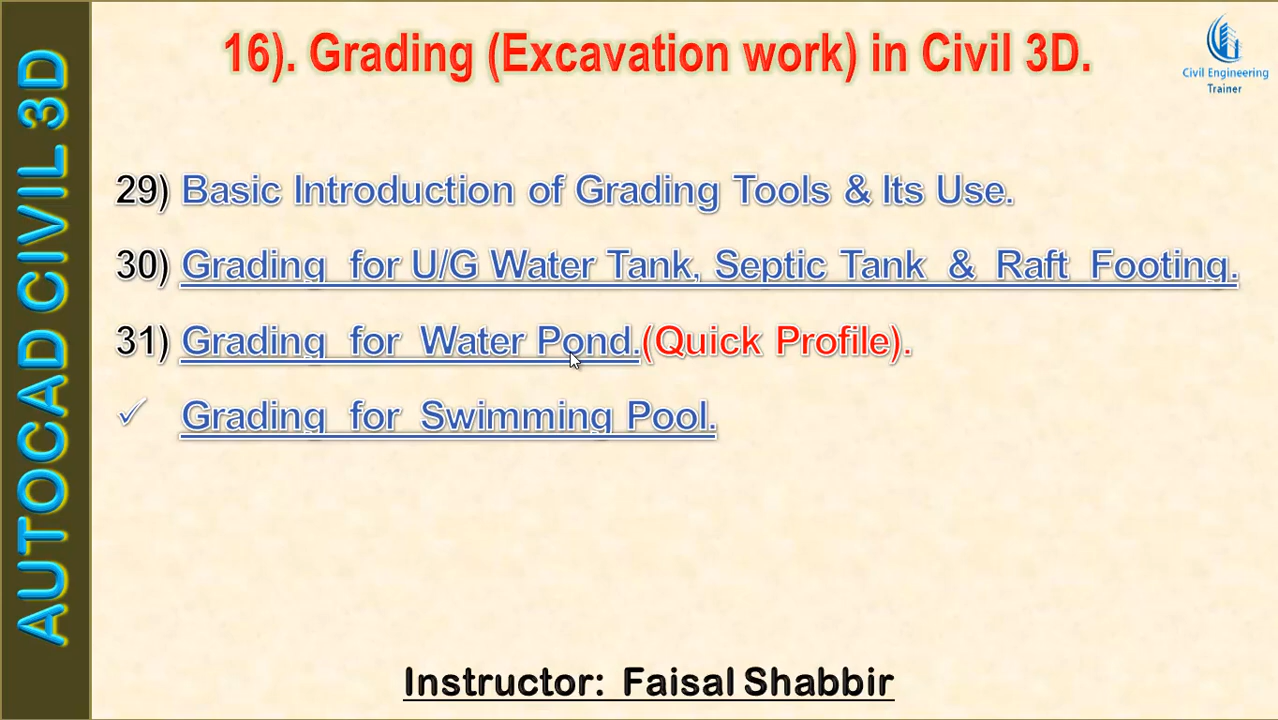 AUTOCAD CIVIL 3D
16). Grading (Excavation work) in Civil 3D.
Civil Engineering
Trainer
29) Basic Introduction of Grading Tools & Its Use.
30) Grading for U/G Water Tank, Septic Tank & Raft Footing.
31) Grading for Water Pond.(Quick Profile).
✓ Grading for Swimming Pool.
Instructor: Faisal Shabbir